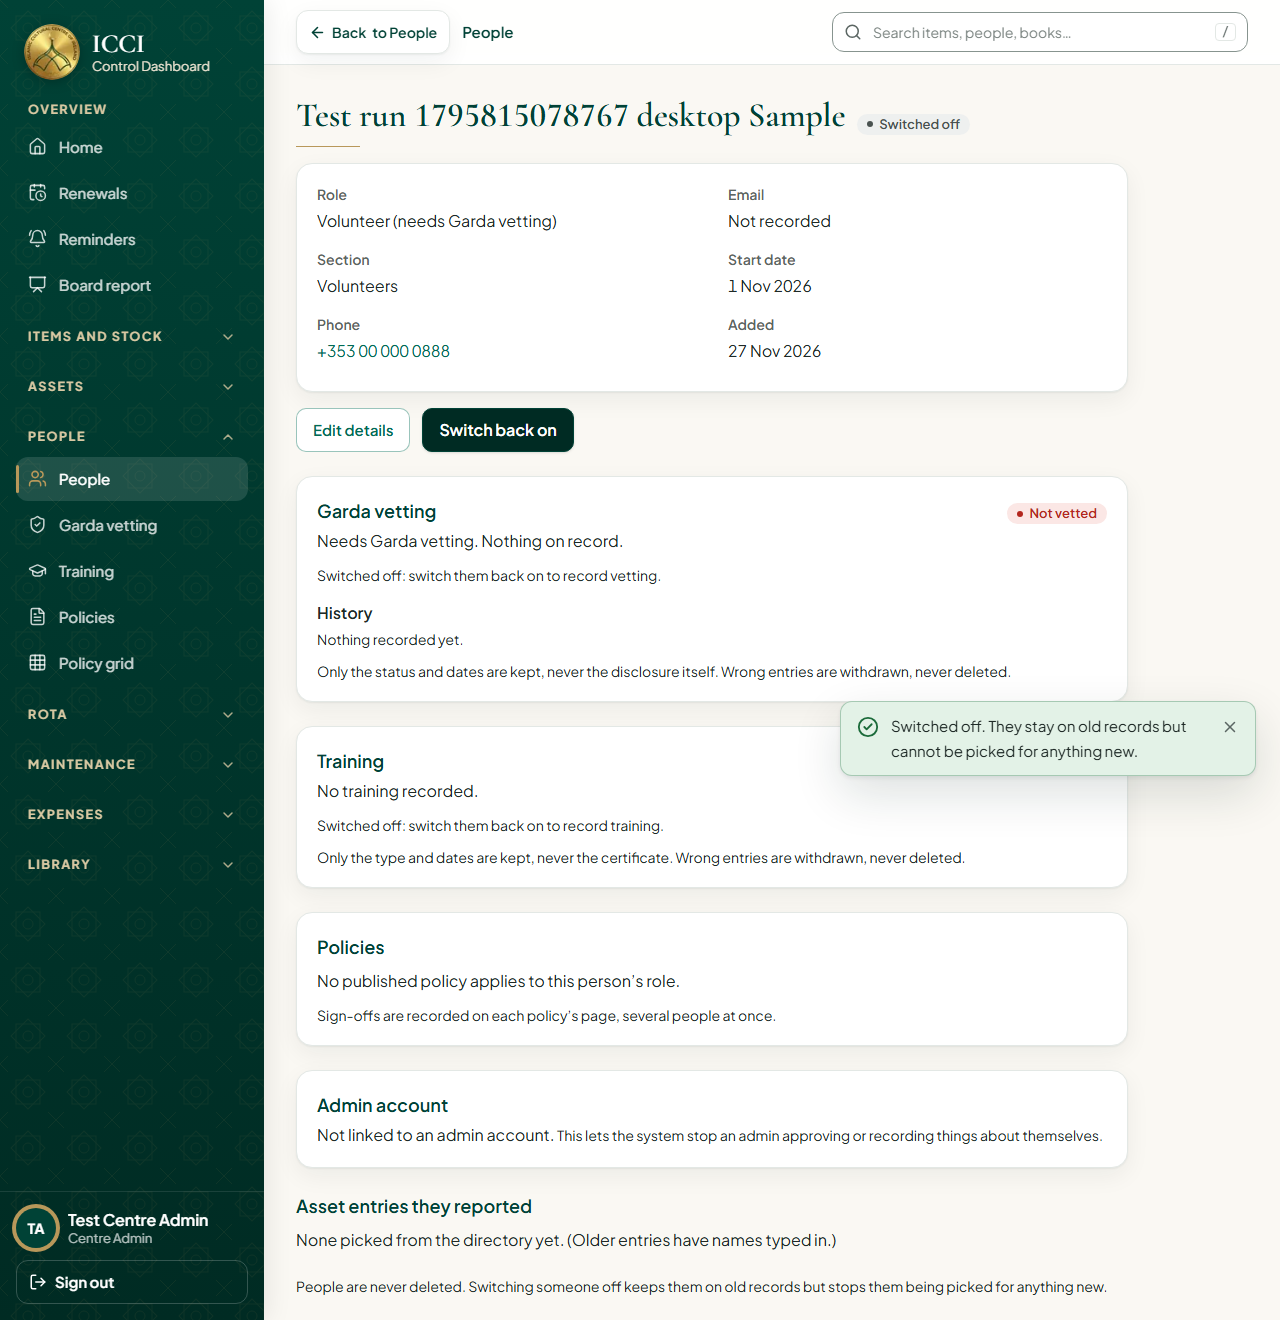 ICCI
Control Dashboard
OVERVIEW
Home
Renewals
Reminders
Board report
ITEMS AND STOCK
ASSETS
PEOPLE
People
Garda vetting
Training
Policies
Policy grid
ROTA
MAINTENANCE
EXPENSES
LIBRARY
TA
Test Centre Admin
Centre Admin
Sign out
Back to People
People
Search items, people, books…
/
Test run 1795815078767 desktop Sample
Switched off
Role
Volunteer (needs Garda vetting)
Email
Not recorded
Section
Volunteers
Start date
1 Nov 2026
Phone
+353 00 000 0888
Added
27 Nov 2026
Edit details
Switch back on
Garda vetting
Not vetted
Needs Garda vetting. Nothing on record.
Switched off: switch them back on to record vetting.
History
Nothing recorded yet.
Only the status and dates are kept, never the disclosure itself. Wrong entries are withdrawn, never deleted.
Switched off. They stay on old records but
cannot be picked for anything new.
Training
No training recorded.
Switched off: switch them back on to record training.
Only the type and dates are kept, never the certificate. Wrong entries are withdrawn, never deleted.
Policies
No published policy applies to this person's role.
Sign-offs are recorded on each policy's page, several people at once.
Admin account
Not linked to an admin account. This lets the system stop an admin approving or recording things about themselves.
Asset entries they reported
None picked from the directory yet. (Older entries have names typed in.)
People are never deleted. Switching someone off keeps them on old records but stops them being picked for anything new.